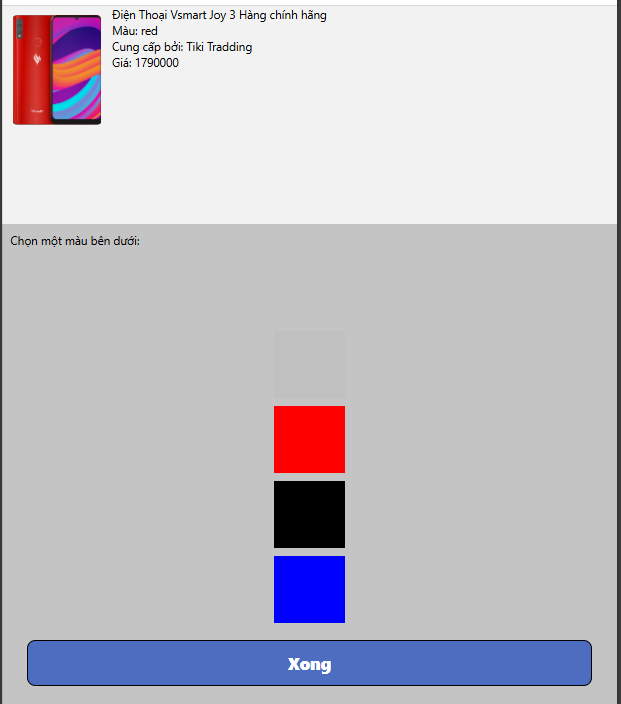 Điện Thoại Vsmart Joy 3 Hàng chính hãng
Màu: red
Cung cấp bởi: Tiki Tradding
Giá: 1790000
Chọn một màu bên dưới:
Xong